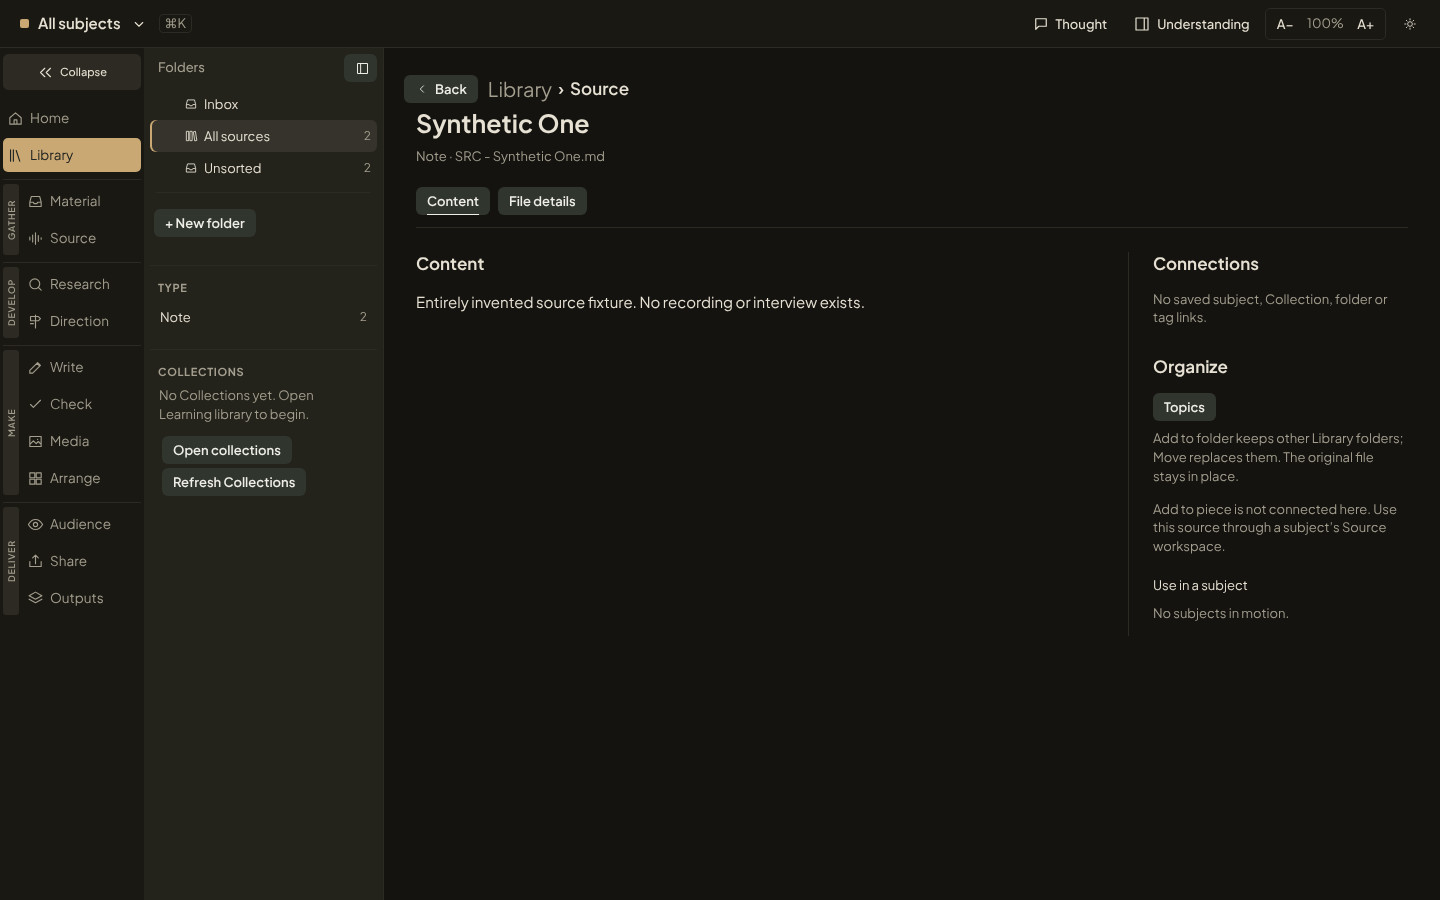 All subjects ⌘K
Thought
Understanding
A− 100% A+
Collapse
Home
Library
GATHER
Material
Source
DEVELOP
Research
Direction
MAKE
Write
Check
Media
Arrange
DELIVER
Audience
Share
Outputs
Folders
Inbox
All sources 2
Unsorted 2
+ New folder
TYPE
Note 2
COLLECTIONS
No Collections yet. Open
Learning library to begin.
Open collections
Refresh Collections
Back Library › Source
Synthetic One
Note · SRC - Synthetic One.md
Content File details
Content
Entirely invented source fixture. No recording or interview exists.
Connections
No saved subject, Collection, folder or
tag links.
Organize
Topics
Add to folder keeps other Library folders;
Move replaces them. The original file
stays in place.
Add to piece is not connected here. Use
this source through a subject's Source
workspace.
Use in a subject
No subjects in motion.